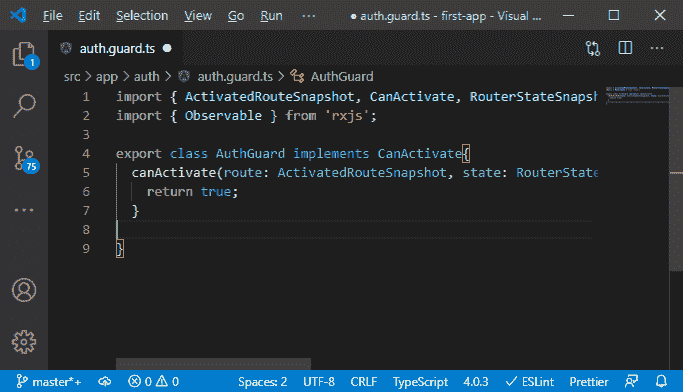 File Edit Selection View Go Run ··· ● auth.guard.ts - first-app - Visual ...
auth.guard.ts ●
src > app > auth > auth.guard.ts > AuthGuard
1 import { ActivatedRouteSnapshot, CanActivate, RouterStateSnapsh
2 import { Observable } from 'rxjs';
3
4 export class AuthGuard implements CanActivate{
5 canActivate(route: ActivatedRouteSnapshot, state: RouterState
6 return true;
7 }
8
9 }
1
75
master*+ 0 0 Spaces: 2 UTF-8 CRLF TypeScript 4.0.3 ESLint Prettier